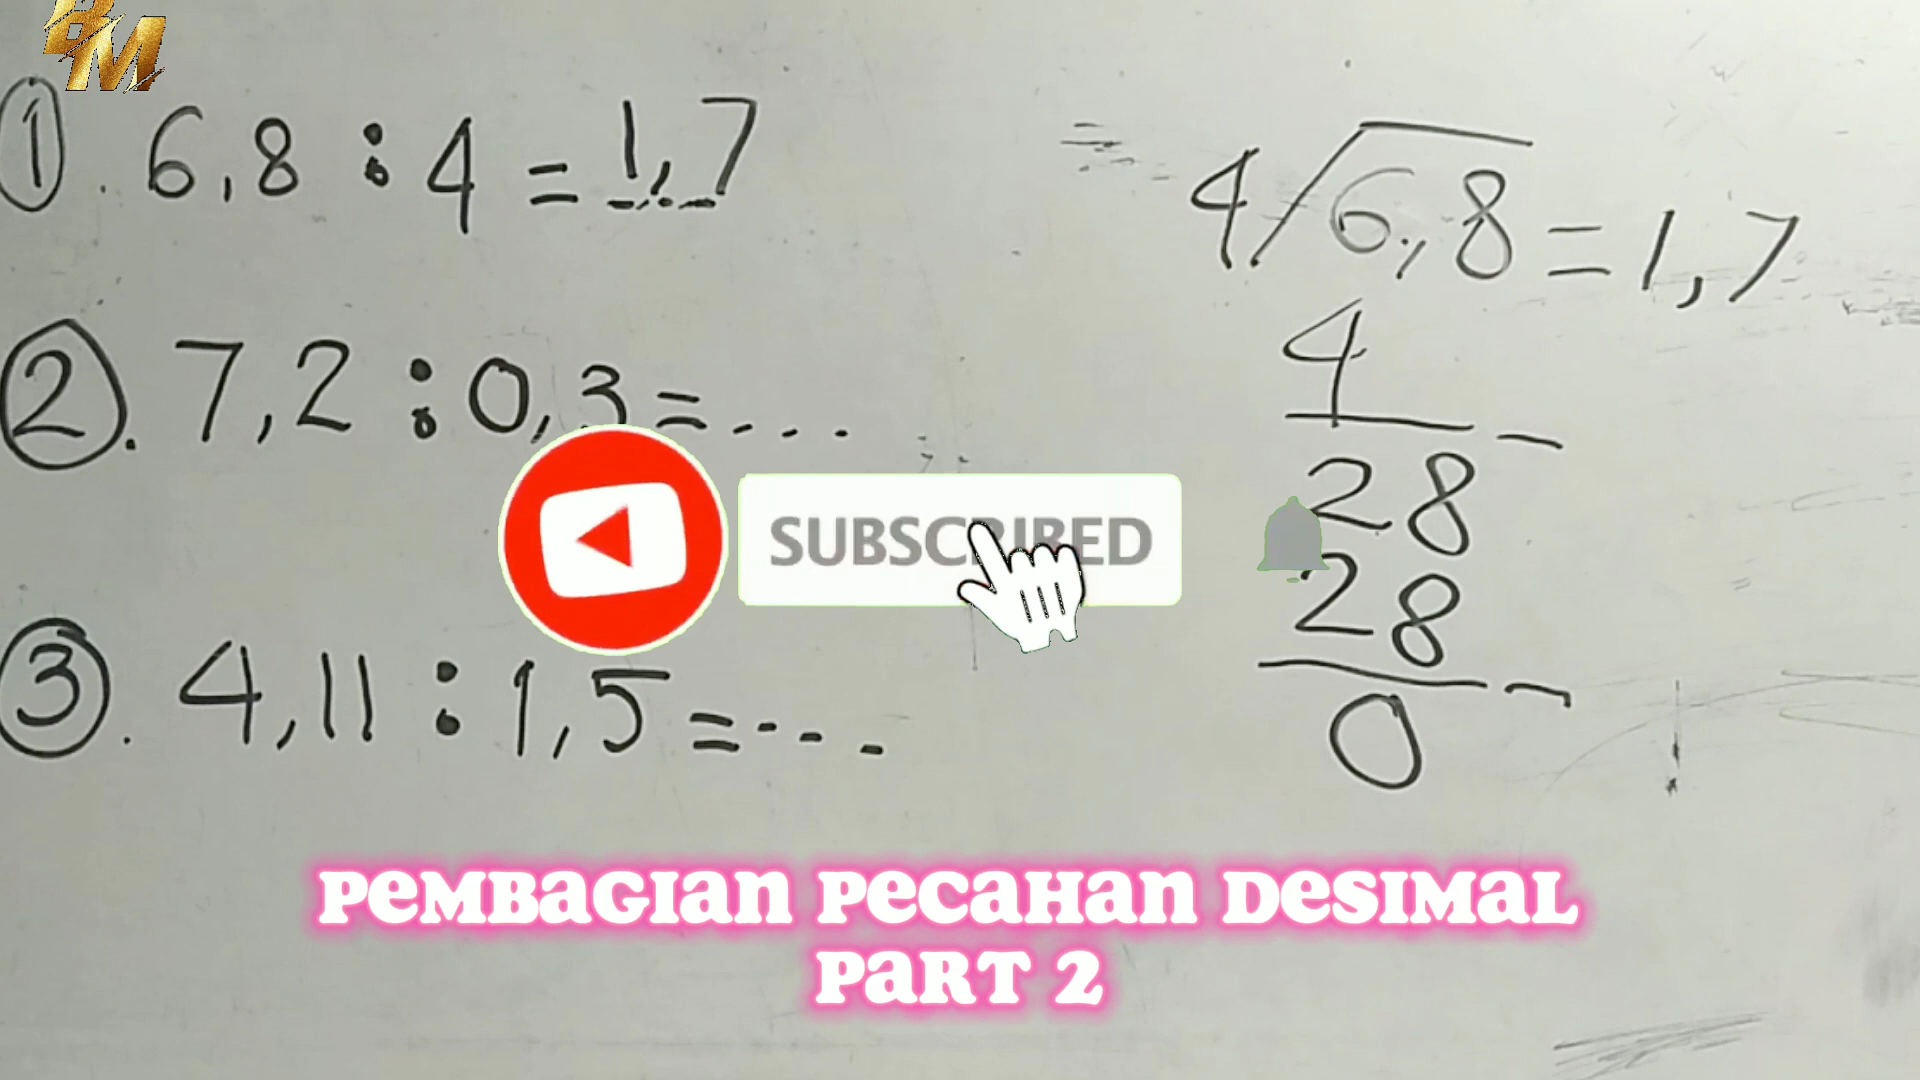 BM
① . 6,8 : 4 = 1,7
② . 7,2 : 0,3 = ...
③ . 4,11 : 1,5 = ...
4/6,8 = 1,7
4
28
28
0
SUBSCRIBED
PEMBAGIAN PECAHAN DESIMAL
PART 2